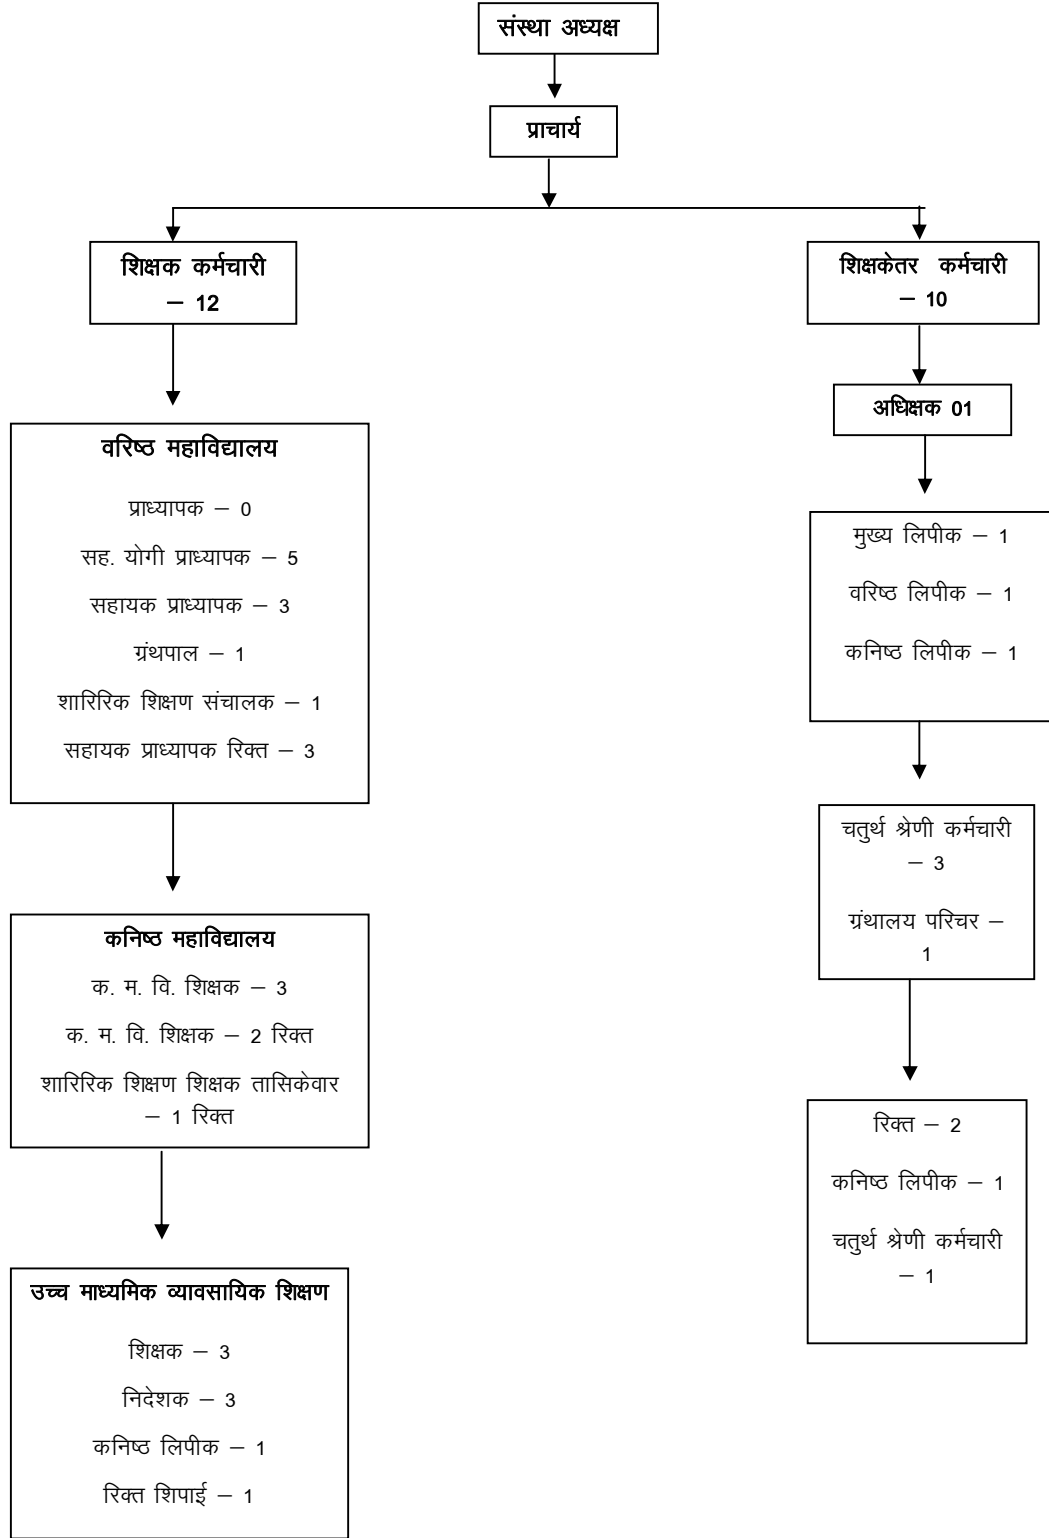 संस्था अध्यक्ष
प्राचार्य
शिक्षक कर्मचारी
– 12
वरिष्ठ महाविद्यालय
प्राध्यापक – 0
सह. योगी प्राध्यापक – 5
सहायक प्राध्यापक – 3
ग्रंथपाल – 1
शारिरिक शिक्षण संचालक – 1
सहायक प्राध्यापक रिक्त – 3
कनिष्ठ महाविद्यालय
क. म. वि. शिक्षक – 3
क. म. वि. शिक्षक – 2 रिक्त
शारिरिक शिक्षण शिक्षक तासिकेवार
– 1 रिक्त
उच्च माध्यमिक व्यावसायिक शिक्षण
शिक्षक – 3
निदेशक – 3
कनिष्ठ लिपीक – 1
रिक्त शिपाई – 1
शिक्षकेतर कर्मचारी
– 10
अधिक्षक 01
मुख्य लिपीक – 1
वरिष्ठ लिपीक – 1
कनिष्ठ लिपीक – 1
चतुर्थ श्रेणी कर्मचारी
– 3
ग्रंथालय परिचर –
1
रिक्त – 2
कनिष्ठ लिपीक – 1
चतुर्थ श्रेणी कर्मचारी
– 1